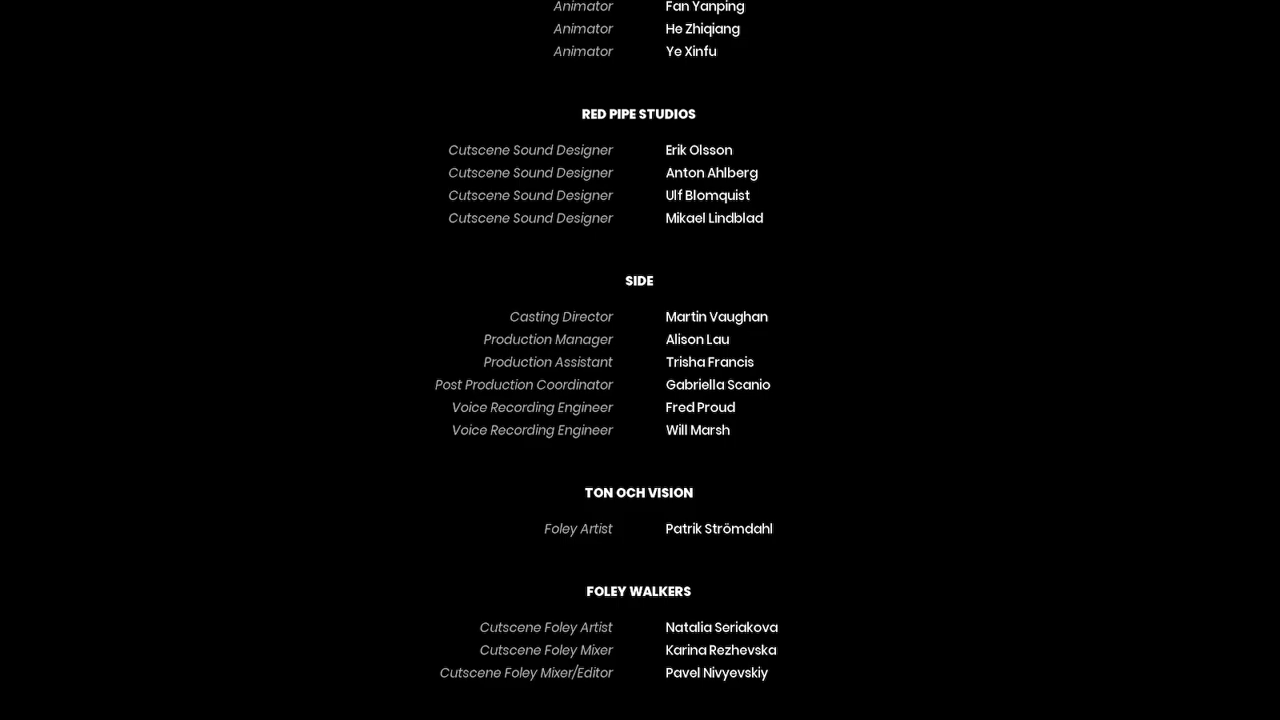 Animator Fan Yanping
Animator He Zhiqiang
Animator Ye Xinfu
RED PIPE STUDIOS
Cutscene Sound Designer Erik Olsson
Cutscene Sound Designer Anton Ahlberg
Cutscene Sound Designer Ulf Blomquist
Cutscene Sound Designer Mikael Lindblad
SIDE
Casting Director Martin Vaughan
Production Manager Alison Lau
Production Assistant Trisha Francis
Post Production Coordinator Gabriella Scanio
Voice Recording Engineer Fred Proud
Voice Recording Engineer Will Marsh
TON OCH VISION
Foley Artist Patrik Strömdahl
FOLEY WALKERS
Cutscene Foley Artist Natalia Seriakova
Cutscene Foley Mixer Karina Rezhevska
Cutscene Foley Mixer/Editor Pavel Nivyevskiy